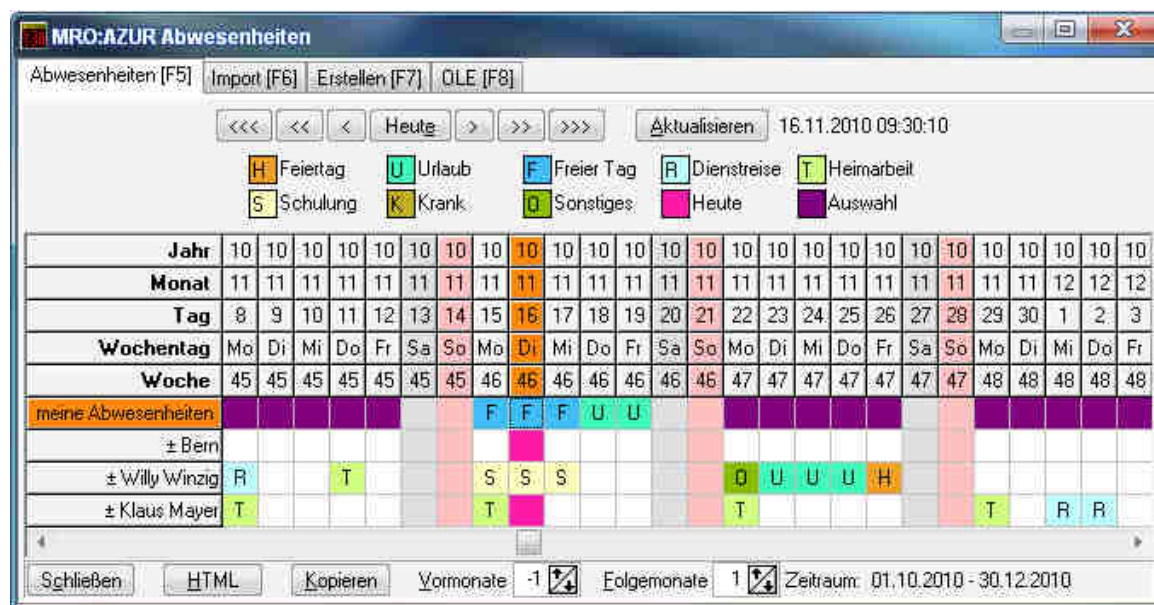 MRO:AZUR Abwesenheiten
Abwesenheiten [F5] Import [F6] Erstellen [F7] OLE [F8]
<<< << < Heute > >> >>> Aktualisieren 16.11.2010 09:30:10
H Feiertag U Urlaub F Freier Tag R Dienstreise T Heimarbeit
S Schulung K Krank O Sonstiges Heute Auswahl
Jahr 10 10 10 10 10 10 10 10 10 10 10 10 10 10 10 10 10 10 10 10 10 10 10 10 10 10
Monat 11 11 11 11 11 11 11 11 11 11 11 11 11 11 11 11 11 11 11 11 11 11 11 12 12 12
Tag 8 9 10 11 12 13 14 15 16 17 18 19 20 21 22 23 24 25 26 27 28 29 30 1 2 3
Wochentag Mo Di Mi Do Fr Sa So Mo Di Mi Do Fr Sa So Mo Di Mi Do Fr Sa So Mo Di Mi Do Fr
Woche 45 45 45 45 45 45 45 46 46 46 46 46 46 46 47 47 47 47 47 47 47 48 48 48 48 48
meine Abwesenheiten F F F U U
± Bern
± Willy Winzig R T S S S O U U U H
± Klaus Mayer T T T T R R
Schließen HTML Kopieren Vormonate -1 Folgemonate 1 Zeitraum: 01.10.2010 - 30.12.2010